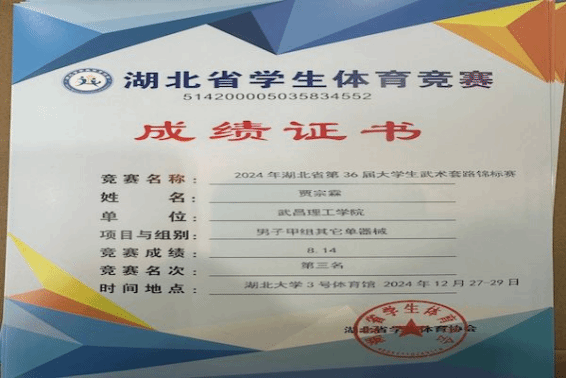 湖北省学生体育竞赛
514200005035834552
成绩证书
竞赛名称： 2024年湖北省第36届大学生武术套路锦标赛
姓名： 贾宗霖
单位： 武昌理工学院
项目与组别： 男子甲组其它单器械
竞赛成绩： 8.14
竞赛名次： 第三名
时间地点： 湖北大学3号体育馆 2024年12月27-29日
湖北省学生体育协会